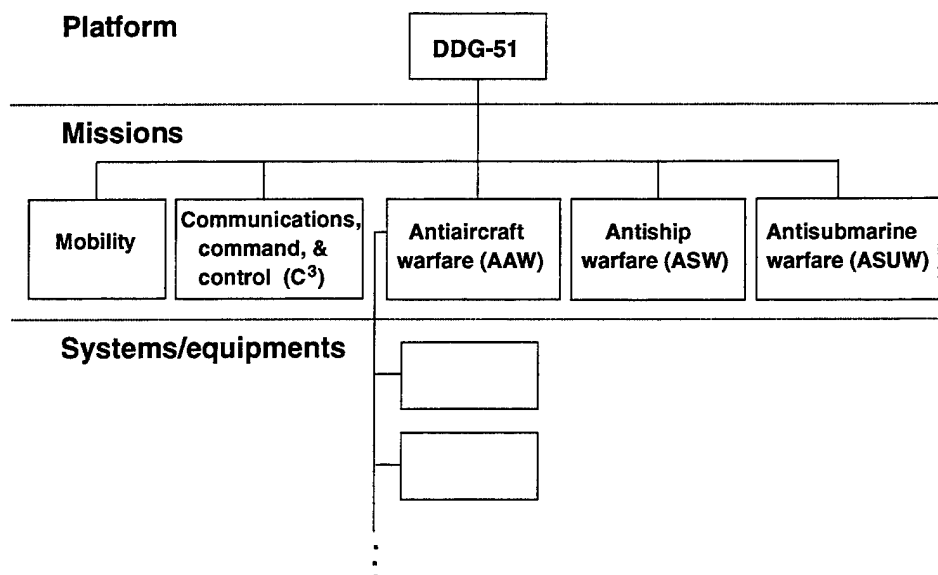 Platform
DDG-51
Missions
Mobility
Communications,
command, &
control (C³)
Antiaircraft
warfare (AAW)
Antiship
warfare (ASW)
Antisubmarine
warfare (ASUW)
Systems/equipments